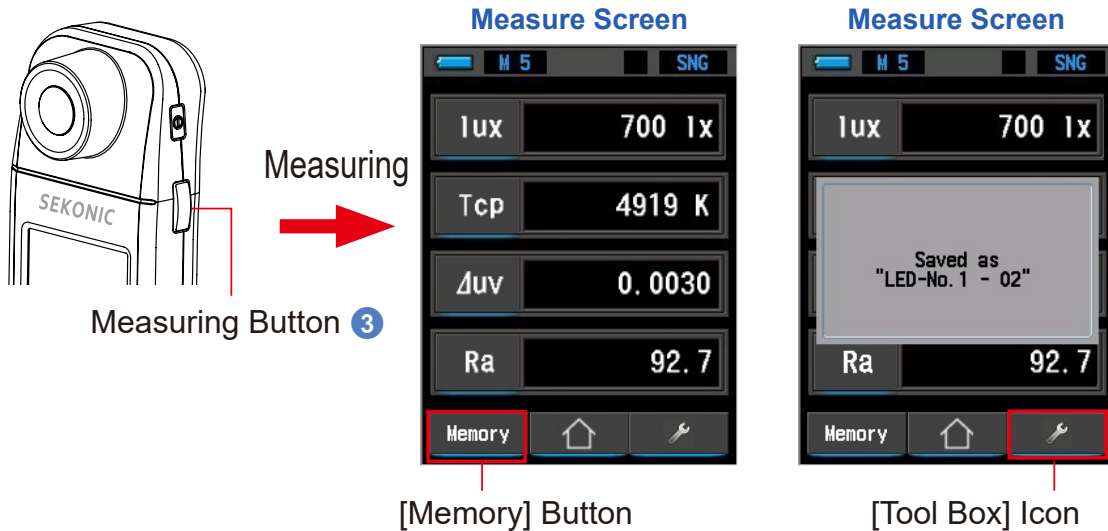 Measure Screen
Measure Screen
M 5
SNG
M 5
SNG
lux
700 lx
lux
700 lx
SEKONIC
Measuring
Tcp
4919 K
Saved as
"LED-No.1 - 02"
⊿uv
0.0030
Measuring Button 3
Ra
92.7
Ra
92.7
Memory
Memory
[Memory] Button
[Tool Box] Icon